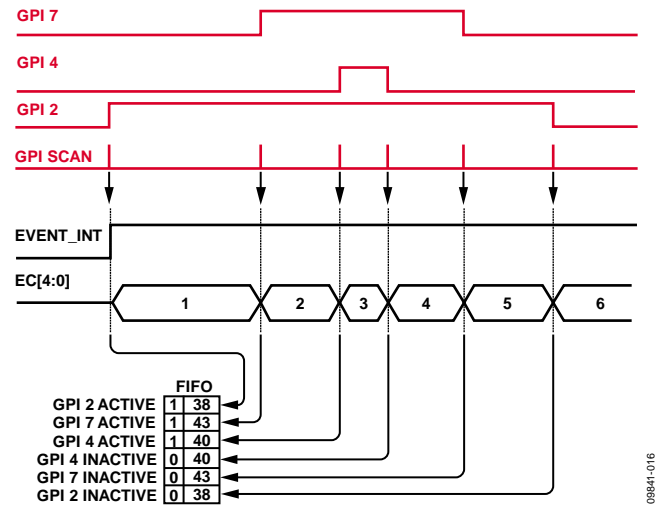 GPI 7
GPI 4
GPI 2
GPI SCAN
EVENT_INT
EC[4:0]
1 2 3 4 5 6
FIFO
GPI 2 ACTIVE 1 38
GPI 7 ACTIVE 1 43
GPI 4 ACTIVE 1 40
GPI 4 INACTIVE 0 40
GPI 7 INACTIVE 0 43
GPI 2 INACTIVE 0 38
09841-016